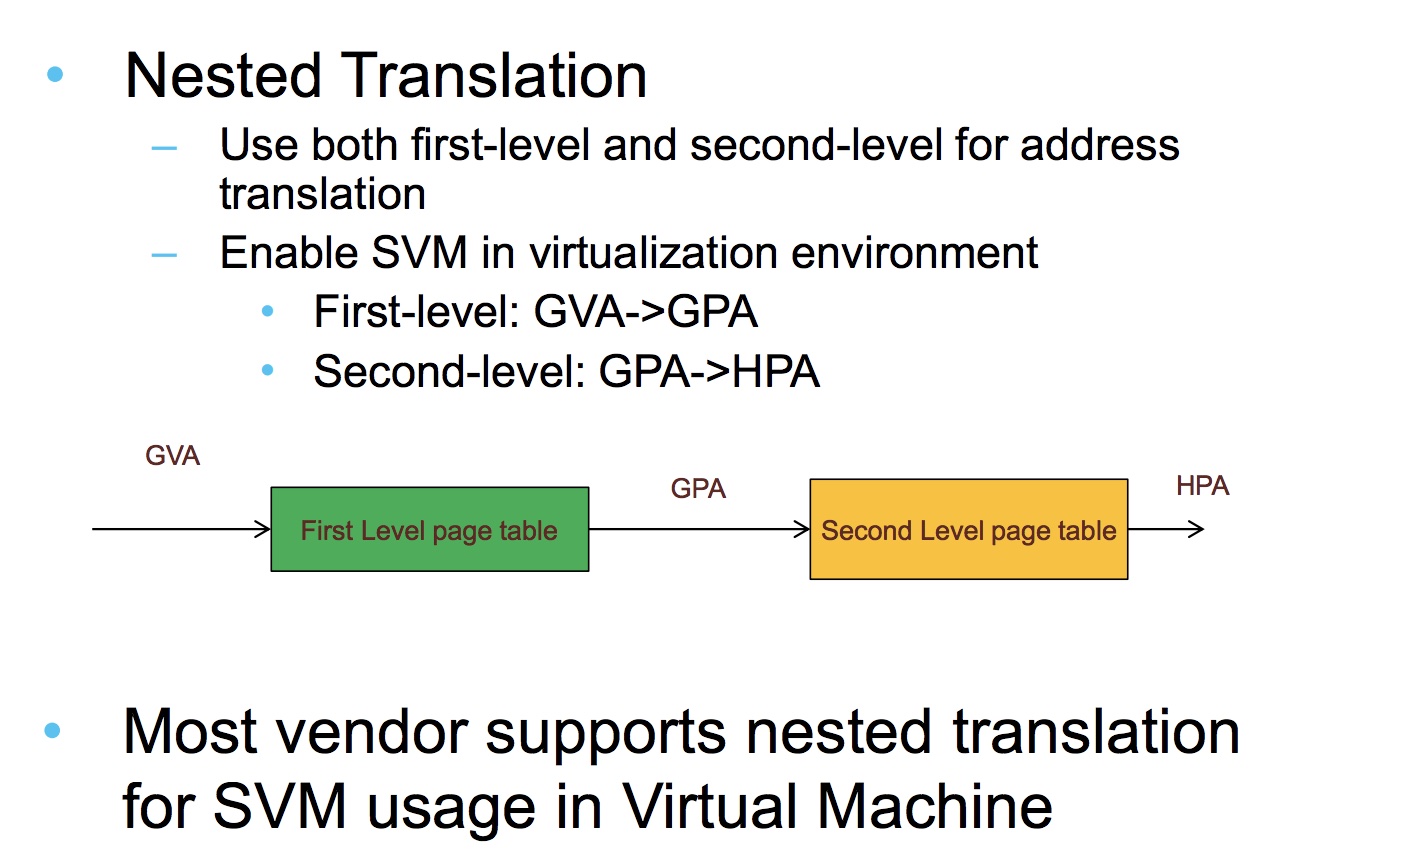 • Nested Translation
– Use both first-level and second-level for address
translation
– Enable SVM in virtualization environment
• First-level: GVA->GPA
• Second-level: GPA->HPA
GVA
GPA
HPA
First Level page table
Second Level page table
• Most vendor supports nested translation
for SVM usage in Virtual Machine